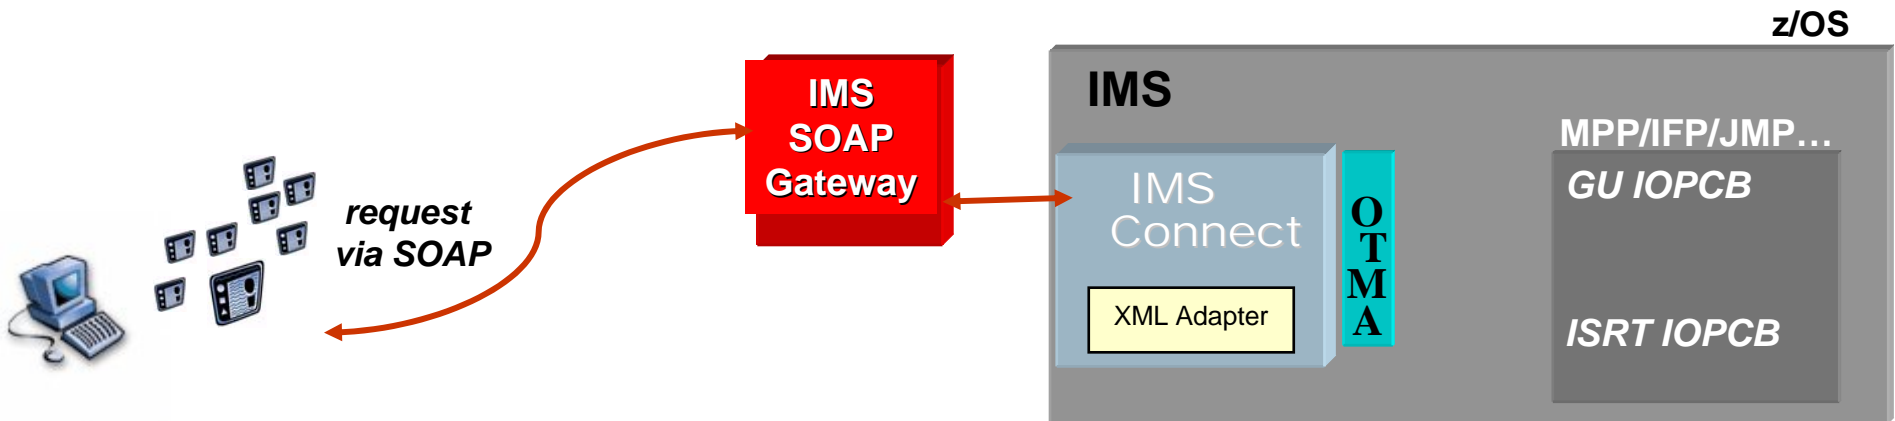 z/OS
request
via SOAP
IMS
SOAP
Gateway
IMS
IMS
Connect
XML Adapter
OTMA
MPP/IFP/JMP…
GU IOPCB
ISRT IOPCB